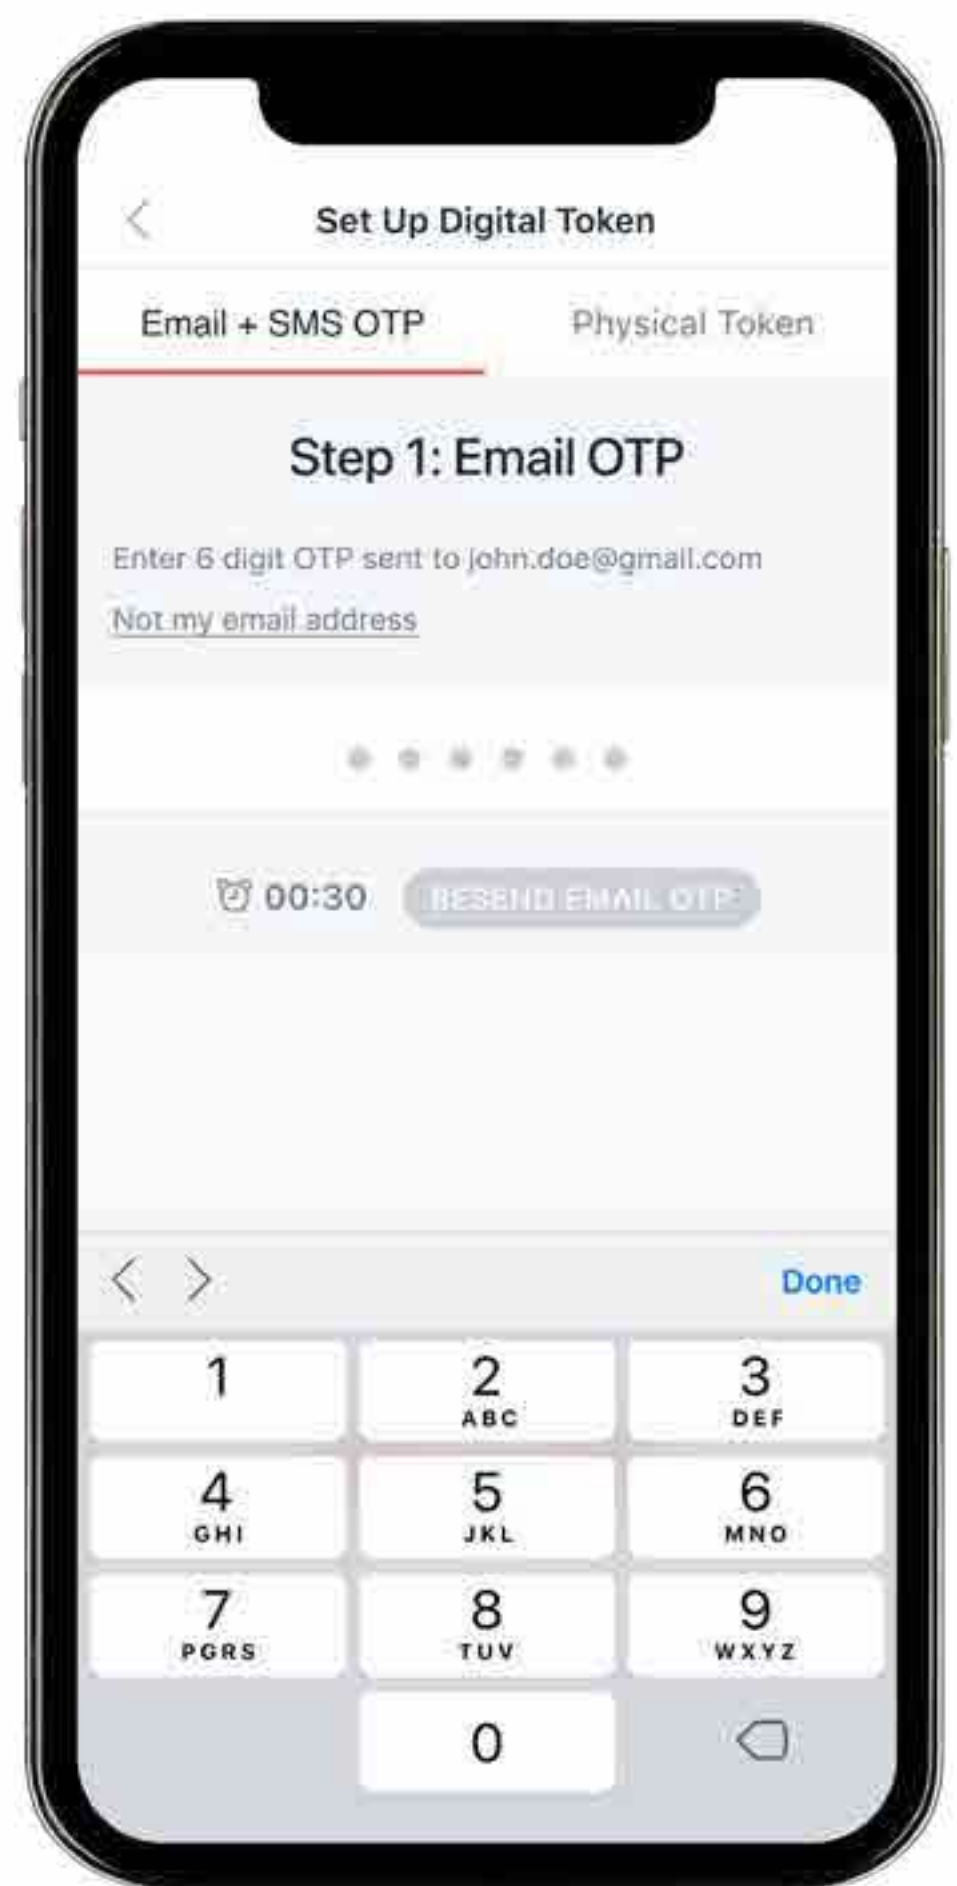 Set Up Digital Token
Email + SMS OTP Physical Token
Step 1: Email OTP
Enter 6 digit OTP sent to john.doe@gmail.com
Not my email address
00:30 RESEND EMAIL OTP
Done
1 2 3
ABC DEF
4 5 6
GHI JKL MNO
7 8 9
PGRS TUV WXYZ
0